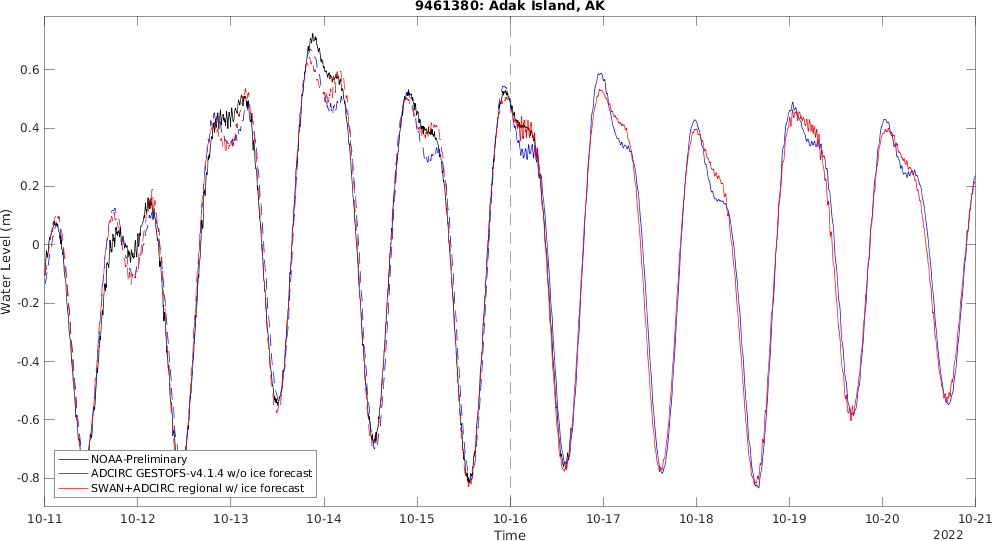 9461380: Adak Island, AK
Water Level (m)
0.6
0.4
0.2
0
-0.2
-0.4
-0.6
-0.8
NOAA-Preliminary
ADCIRC GESTOFS-v4.1.4 w/o ice forecast
SWAN+ADCIRC regional w/ ice forecast
10-11 10-12 10-13 10-14 10-15 10-16 10-17 10-18 10-19 10-20 10-21
Time
2022